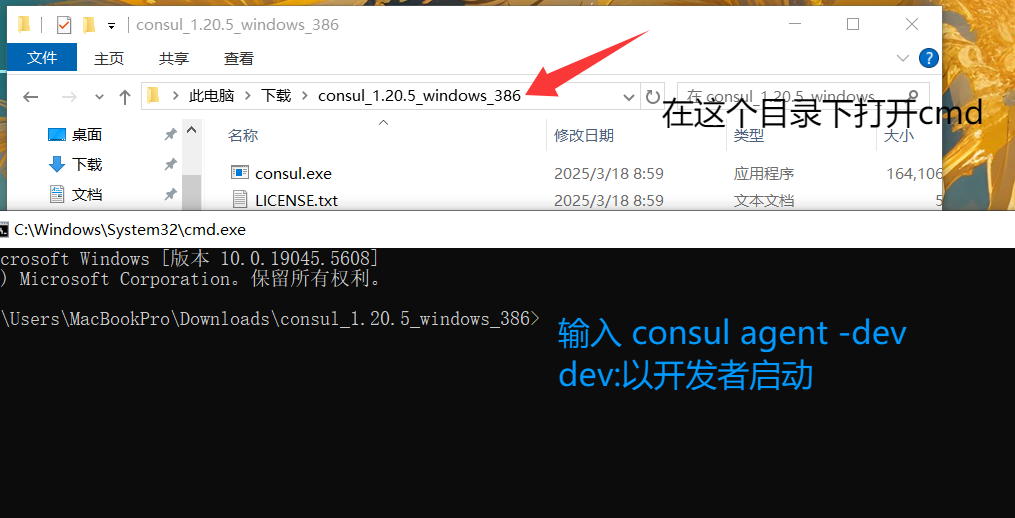 consul_1.20.5_windows_386
文件 主页 共享 查看
此电脑 下载 consul_1.20.5_windows_386 在 consul_1.20.5_windows_
在这个目录下打开cmd
桌面 名称 修改日期 类型 大小
下载 consul.exe 2025/3/18 8:59 应用程序 164,106
文档 LICENSE.txt 2025/3/18 8:59 文本文档 5
C:\Windows\System32\cmd.exe
crosoft Windows [版本 10.0.19045.5608]
) Microsoft Corporation。保留所有权利。
\Users\MacBookPro\Downloads\consul_1.20.5_windows_386>
输入 consul agent -dev
dev:以开发者启动